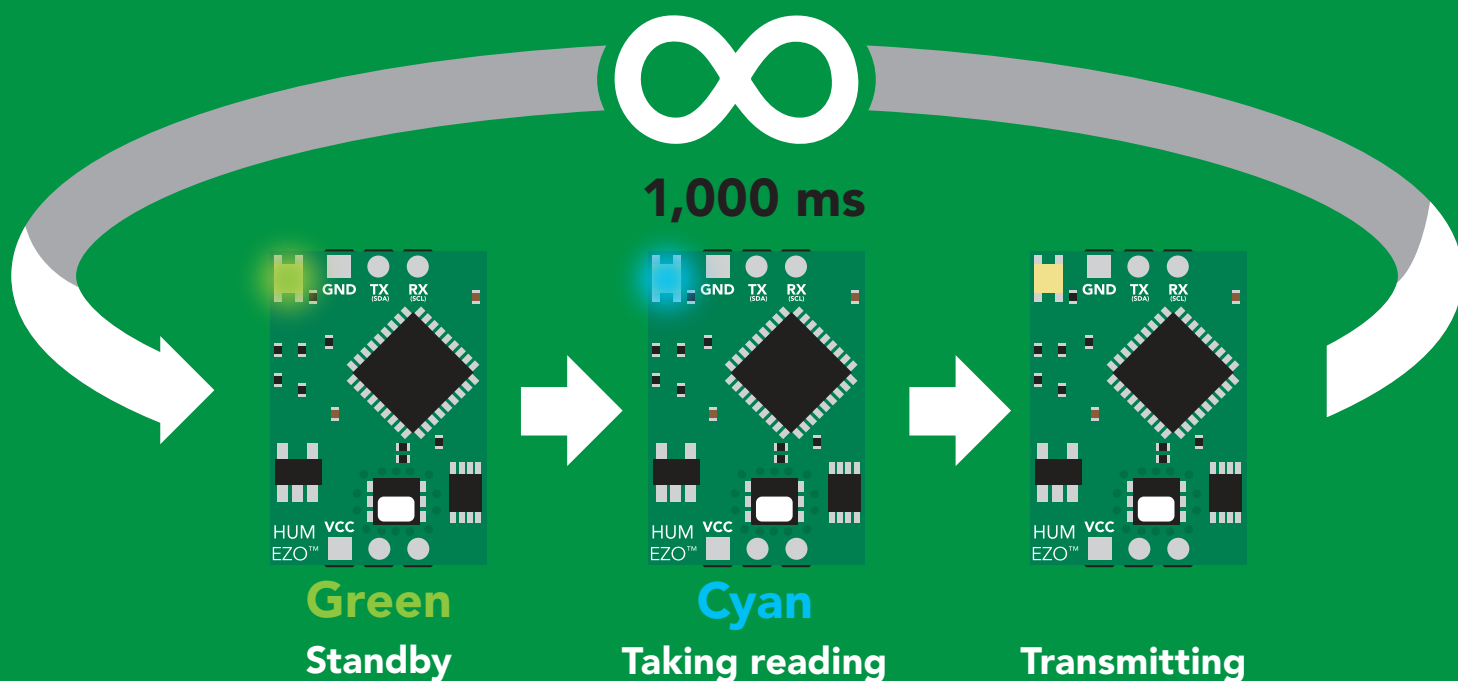 1,000 ms
GND TX RX
(SDA) (SCL)
HUM VCC
EZO™
GND TX RX
(SDA) (SCL)
HUM VCC
EZO™
GND TX RX
(SDA) (SCL)
HUM VCC
EZO™
Green
Cyan
Standby
Taking reading
Transmitting